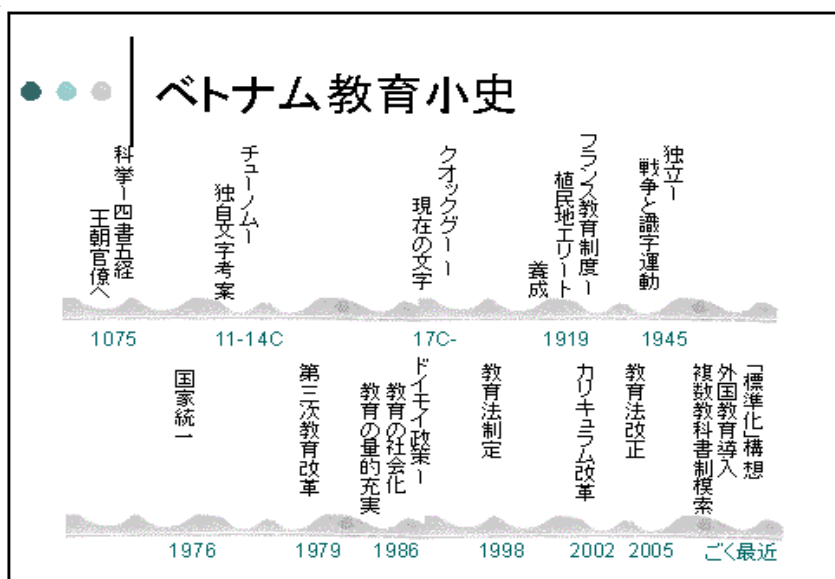 ベトナム教育小史
科挙ー四書五経
王朝官僚へ
チューノムー
独自文字考案
クオックグーー
現在の文字
フランス教育制度ー
植民地エリート
養成
独立ー
戦争と識字運動
1075
11-14C
17C-
1919
1945
国家統一
第三次教育改革
ドイモイ政策ー
教育の社会化
教育の量的充実
教育法制定
カリキュラム改革
教育法改正
「標準化」構想
外国教育導入
複数教科書制模索
1976
1979
1986
1998
2002
2005
ごく最近